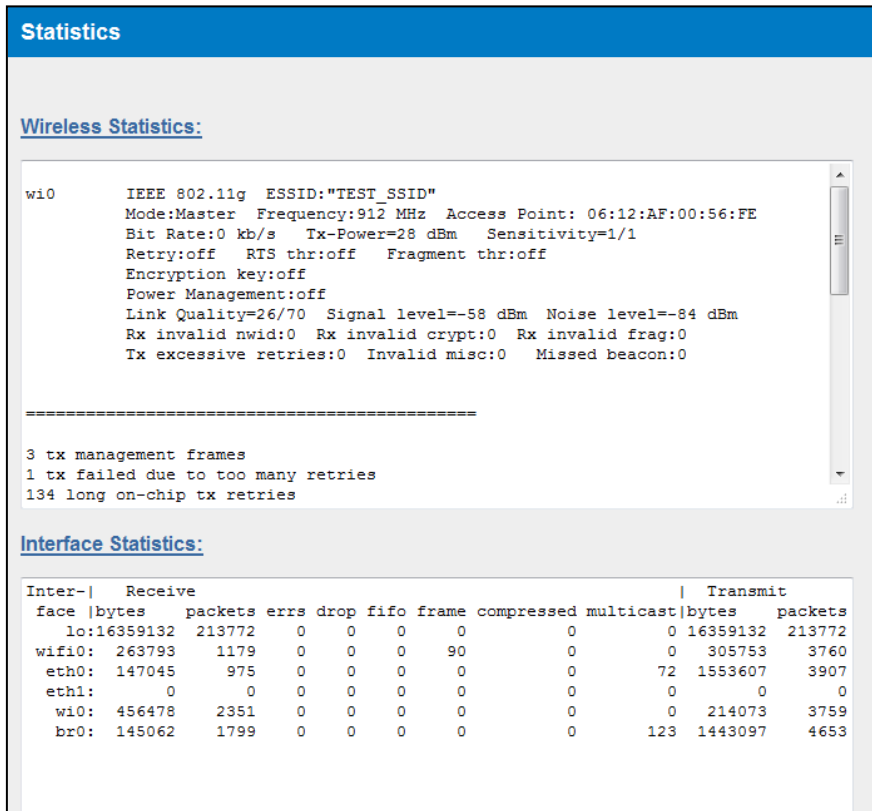 Statistics
Wireless Statistics:
wi0 IEEE 802.11g ESSID:"TEST_SSID"
Mode:Master Frequency:912 MHz Access Point: 06:12:AF:00:56:FE
Bit Rate:0 kb/s Tx-Power=28 dBm Sensitivity=1/1
Retry:off RTS thr:off Fragment thr:off
Encryption key:off
Power Management:off
Link Quality=26/70 Signal level=-58 dBm Noise level=-84 dBm
Rx invalid nwid:0 Rx invalid crypt:0 Rx invalid frag:0
Tx excessive retries:0 Invalid misc:0 Missed beacon:0
=============================================
3 tx management frames
1 tx failed due to too many retries
134 long on-chip tx retries
Interface Statistics:
Inter-| Receive | Transmit
face |bytes packets errs drop fifo frame compressed multicast|bytes packets
lo:16359132 213772 0 0 0 0 0 0 16359132 213772
wifi0: 263793 1179 0 0 0 90 0 0 305753 3760
eth0: 147045 975 0 0 0 0 0 72 1553607 3907
eth1: 0 0 0 0 0 0 0 0 0 0
wi0: 456478 2351 0 0 0 0 0 0 214073 3759
br0: 145062 1799 0 0 0 0 0 123 1443097 4653